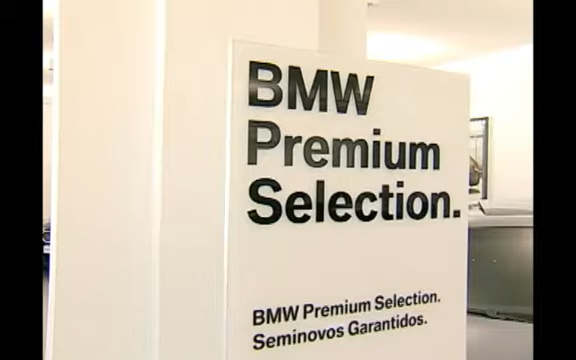 BMW
Premium
Selection.
BMW Premium Selection.
Seminovos Garantidos.